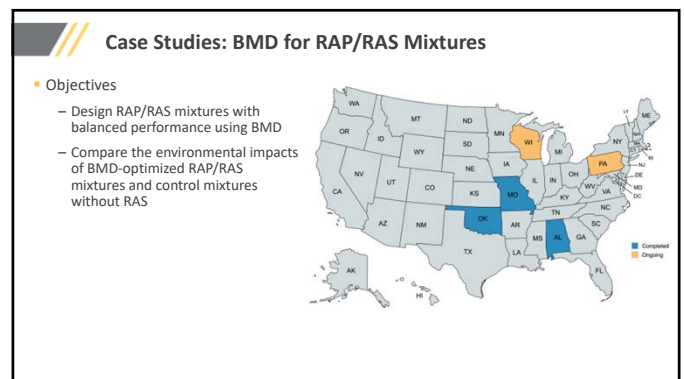 Case Studies: BMD for RAP/RAS Mixtures
Objectives
– Design RAP/RAS mixtures with
balanced performance using BMD
– Compare the environmental impacts
of BMD-optimized RAP/RAS
mixtures and control mixtures
without RAS
WA
MT
ND
MN
VT
ME
OR
ID
SD
WI
NY
WY
MI
RI
NV
NE
IA
PA
NJ
UT
CO
IL
IN
OH
DE
CA
KS
MO
KY
WV
VA
MD
DC
AZ
NM
OK
AR
TN
NC
SC
TX
MS
AL
GA
LA
FL
AK
HI
Completed
Ongoing